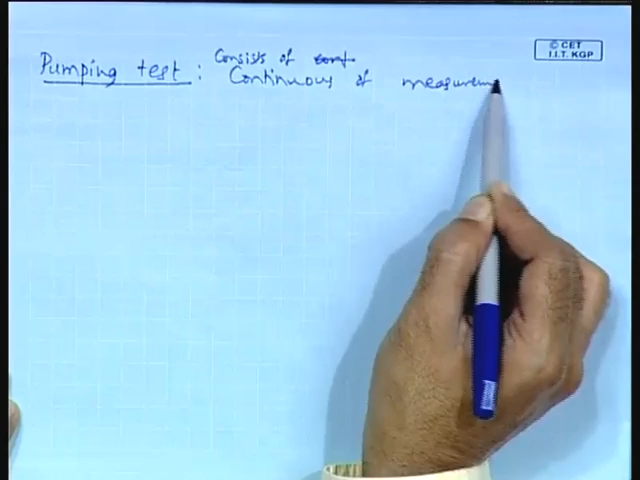 Pumping test : Consists of
Continuous of measurem
© CET
I.I.T. KGP